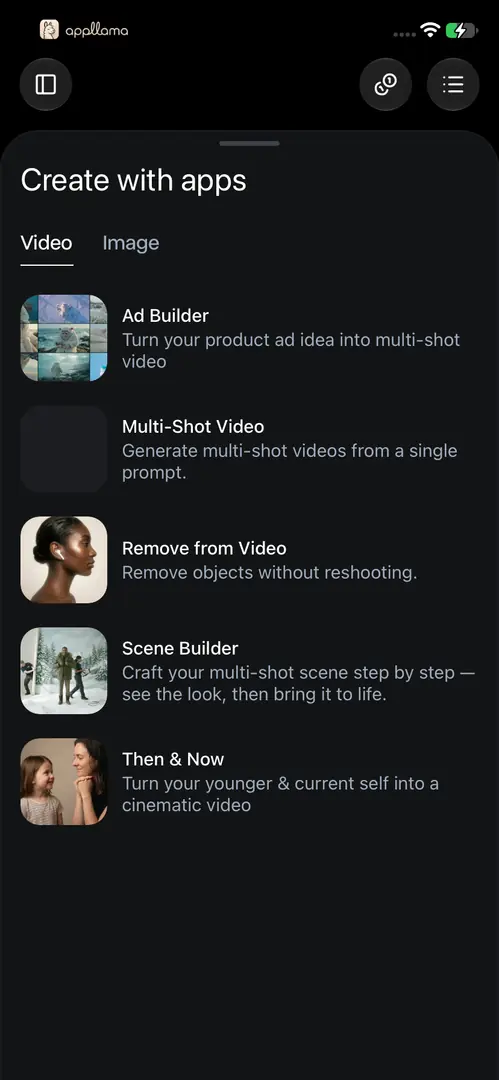 appllama
Create with apps
Video
Image
Ad Builder
Turn your product ad idea into multi-shot
video
Multi-Shot Video
Generate multi-shot videos from a single
prompt.
Remove from Video
Remove objects without reshooting.
Scene Builder
Craft your multi-shot scene step by step —
see the look, then bring it to life.
Then & Now
Turn your younger & current self into a
cinematic video